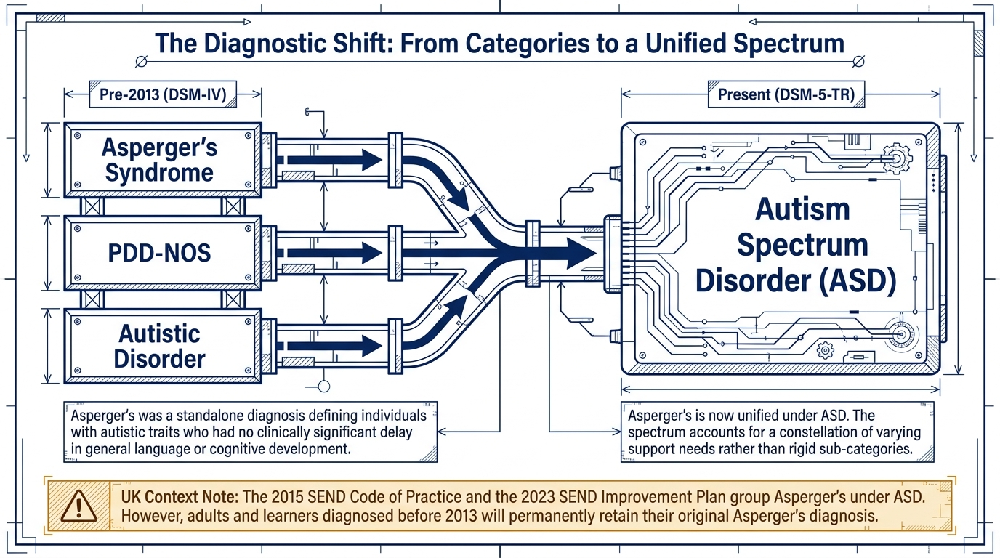 The Diagnostic Shift: From Categories to a Unified Spectrum
Pre-2013 (DSM-IV)
Present (DSM-5-TR)
Asperger's
Syndrome
PDD-NOS
Autistic
Disorder
Autism
Spectrum
Disorder (ASD)
Asperger's was a standalone diagnosis defining individuals
with autistic traits who had no clinically significant delay
in general language or cognitive development.
Asperger's is now unified under ASD. The
spectrum accounts for a constellation of varying
support needs rather than rigid sub-categories.
UK Context Note: The 2015 SEND Code of Practice and the 2023 SEND Improvement Plan group Asperger's under ASD.
However, adults and learners diagnosed before 2013 will permanently retain their original Asperger's diagnosis.